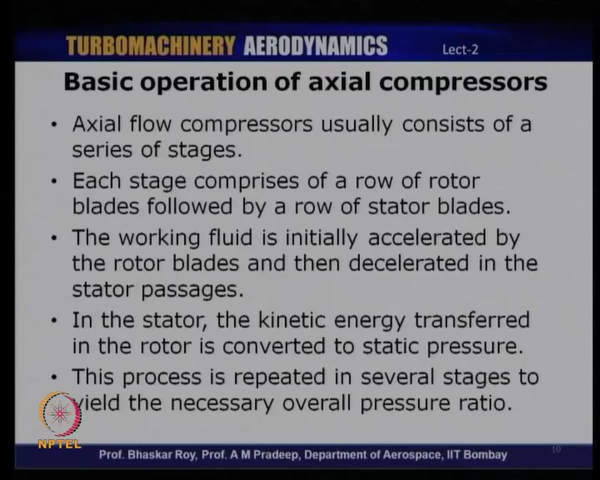 TURBOMACHINERY AERODYNAMICS Lect-2
Basic operation of axial compressors
• Axial flow compressors usually consists of a
series of stages.
• Each stage comprises of a row of rotor
blades followed by a row of stator blades.
• The working fluid is initially accelerated by
the rotor blades and then decelerated in the
stator passages.
• In the stator, the kinetic energy transferred
in the rotor is converted to static pressure.
• This process is repeated in several stages to
yield the necessary overall pressure ratio.
NPTEL
Prof. Bhaskar Roy, Prof. A M Pradeep, Department of Aerospace, IIT Bombay
10